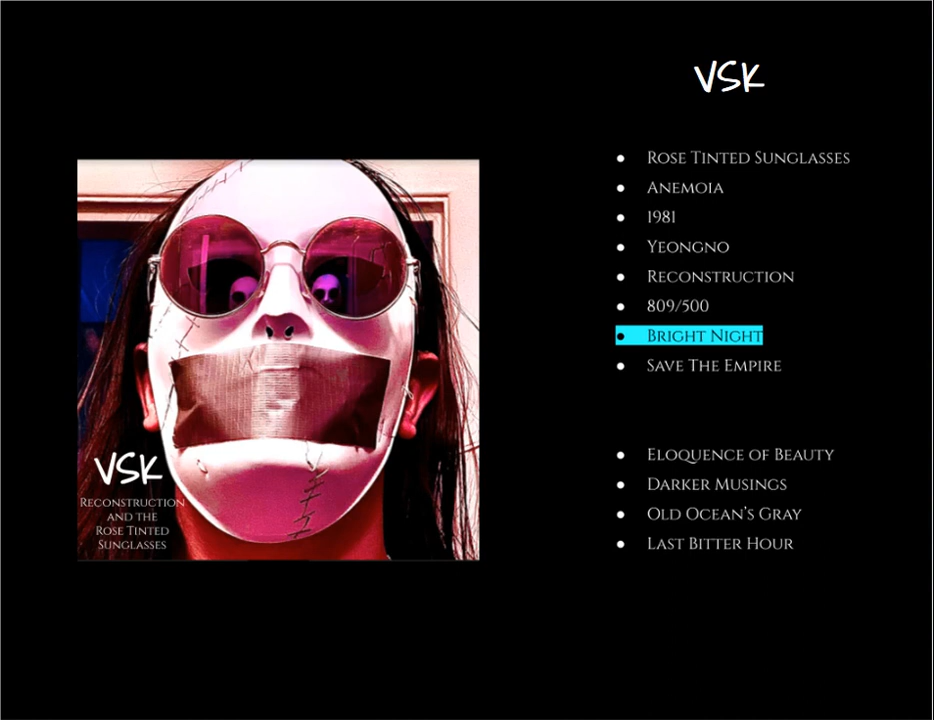 VSK
Rose Tinted Sunglasses
Anemoia
1981
Yeongno
Reconstruction
809/500
Bright Night
Save The Empire
Eloquence of Beauty
Darker Musings
Old Ocean's Gray
Last Bitter Hour
VSK
Reconstruction
and the
Rose Tinted
Sunglasses